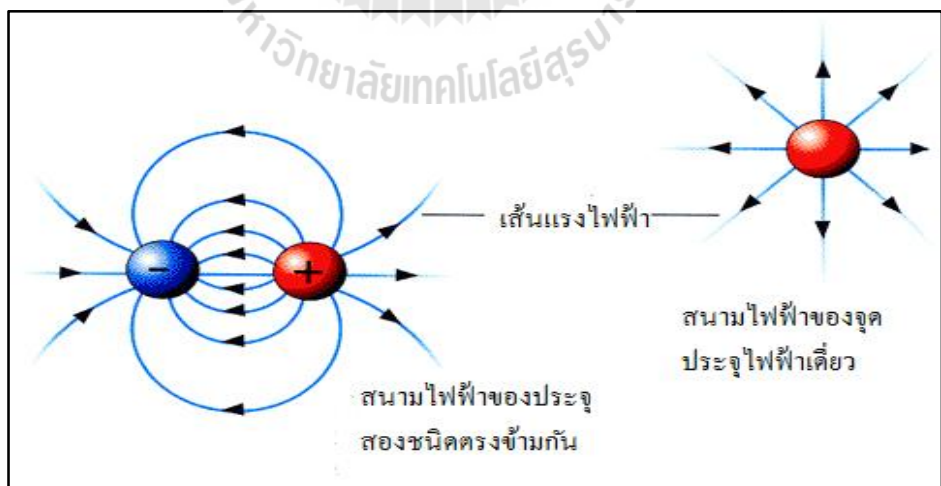 มหาวิทยาลัยเทคโนโลยีสุรนารี
เส้นแรงไฟฟ้า
-
+
สนามไฟฟ้าของจุด
ประจุไฟฟ้าเดี่ยว
สนามไฟฟ้าของประจุ
สองชนิดตรงข้ามกัน